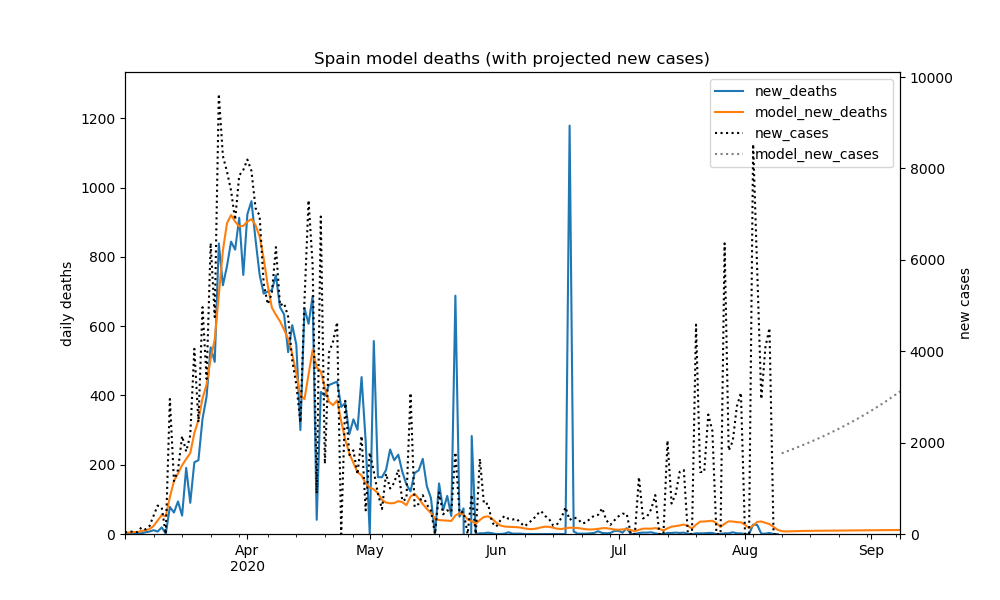 Spain model deaths (with projected new cases)
new_deaths
model_new_deaths
new_cases
model_new_cases
daily deaths
1200
1000
800
600
400
200
0
10000
8000
6000
4000
2000
0
new cases
Apr
2020
May
Jun
Jul
Aug
Sep